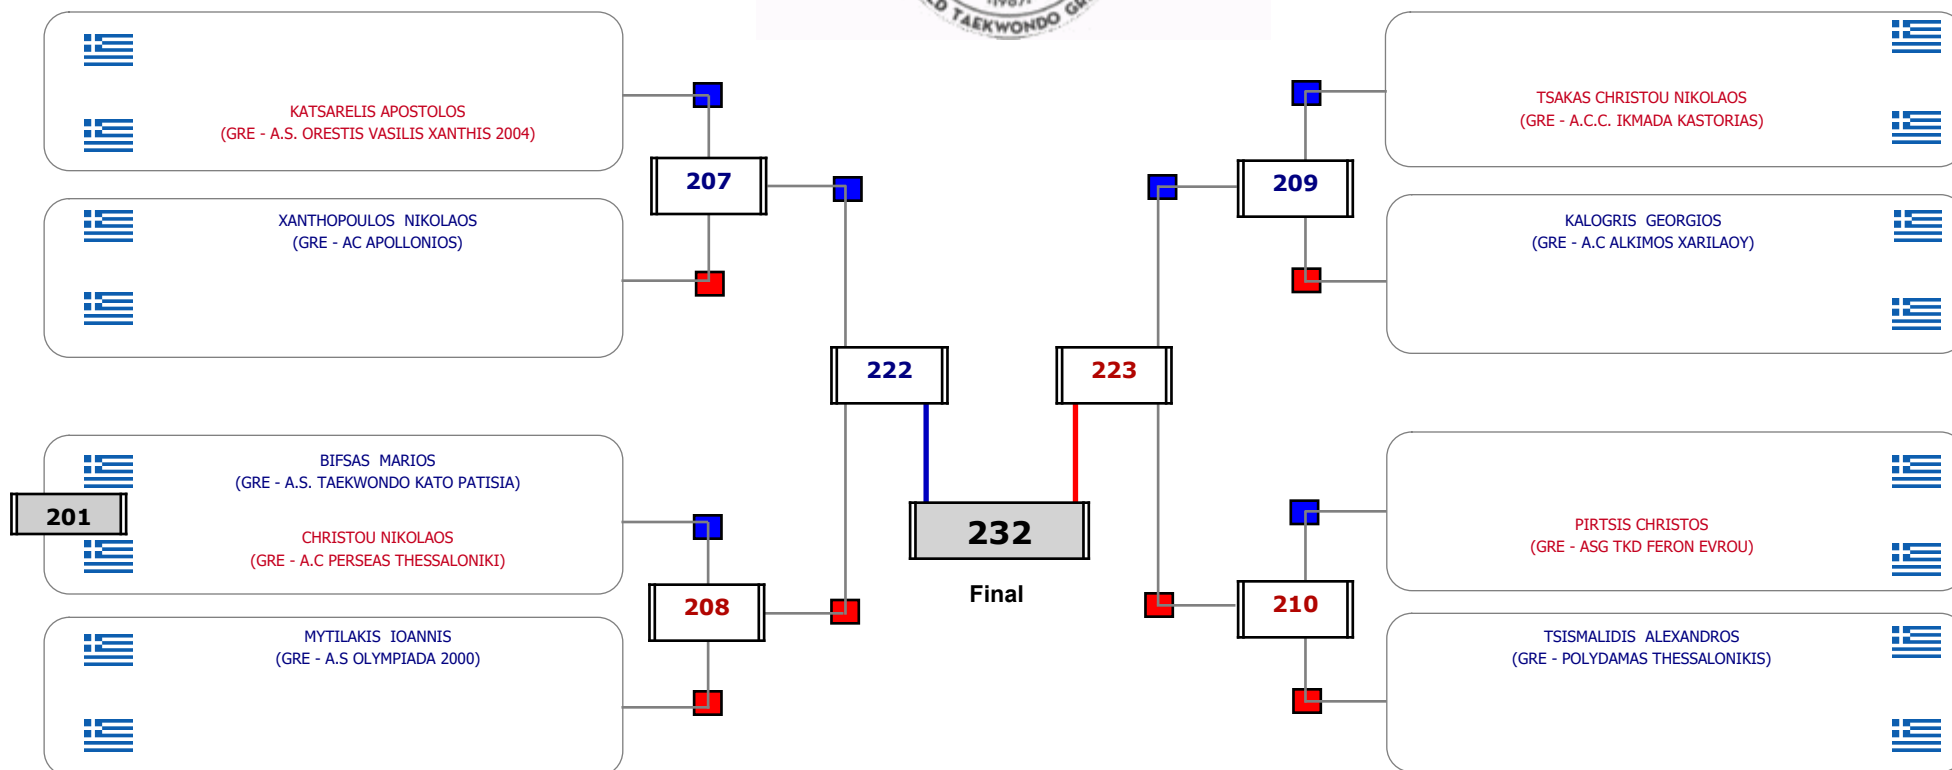 TAEKWONDO
KATSARELIS APOSTOLOS
(GRE - A.S. ORESTIS VASILIS XANTHIS 2004)
XANTHOPOULOS  NIKOLAOS
(GRE - AC APOLLONIOS)
207
BIFSAS  MARIOS
(GRE - A.S. TAEKWONDO KATO PATISIA)
201
CHRISTOU NIKOLAOS
(GRE - A.C PERSEAS THESSALONIKI)
MYTILAKIS  IOANNIS
(GRE - A.S OLYMPIADA 2000)
208
222
232
Final
223
TSAKAS CHRISTOU NIKOLAOS
(GRE - A.C.C. IKMADA KASTORIAS)
209
KALOGRIS  GEORGIOS
(GRE - A.C ALKIMOS XARILAOY)
PIRTSIS CHRISTOS
(GRE - ASG TKD FERON EVROU)
210
TSISMALIDIS  ALEXANDROS
(GRE - POLYDAMAS THESSALONIKIS)